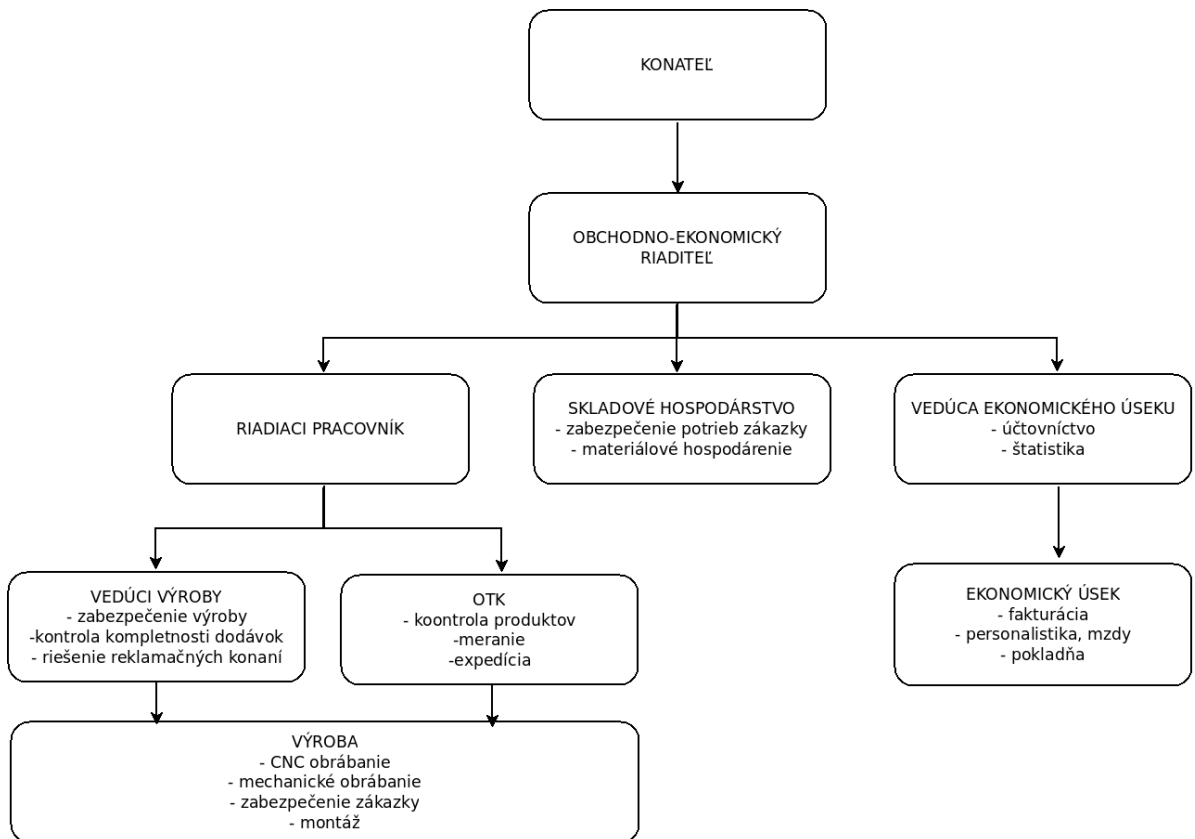 KONATEĽ
OBCHODNO-EKONOMICKÝ
RIADITEĽ
RIADIACI PRACOVNÍK
SKLADOVÉ HOSPODÁRSTVO
- zabezpečenie potrieb zákazky
- materiálové hospodárenie
VEDÚCA EKONOMICKÉHO ÚSEKU
- účtovníctvo
- štatistika
VEDÚCI VÝROBY
- zabezpečenie výroby
-kontrola kompletnosti dodávok
- riešenie reklamačných konaní
OTK
- koontrola produktov
-meranie
-expedícia
EKONOMICKÝ ÚSEK
- fakturácia
- personalistika, mzdy
- pokladňa
VÝROBA
- CNC obrábanie
- mechanické obrábanie
- zabezpečenie zákazky
- montáž